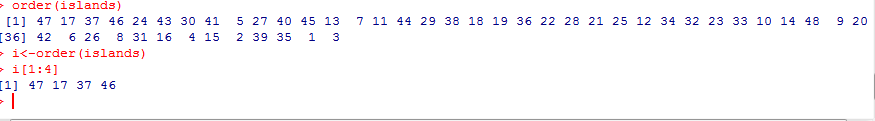 > order(islands)
[1] 47 17 37 46 24 43 30 41 5 27 40 45 13 7 11 44 29 38 18 19 36 22 28 21 25 12 34 32 23 33 10 14 48 9 20
[36] 42 6 26 8 31 16 4 15 2 39 35 1 3
> i<-order(islands)
> i[1:4]
[1] 47 17 37 46
>